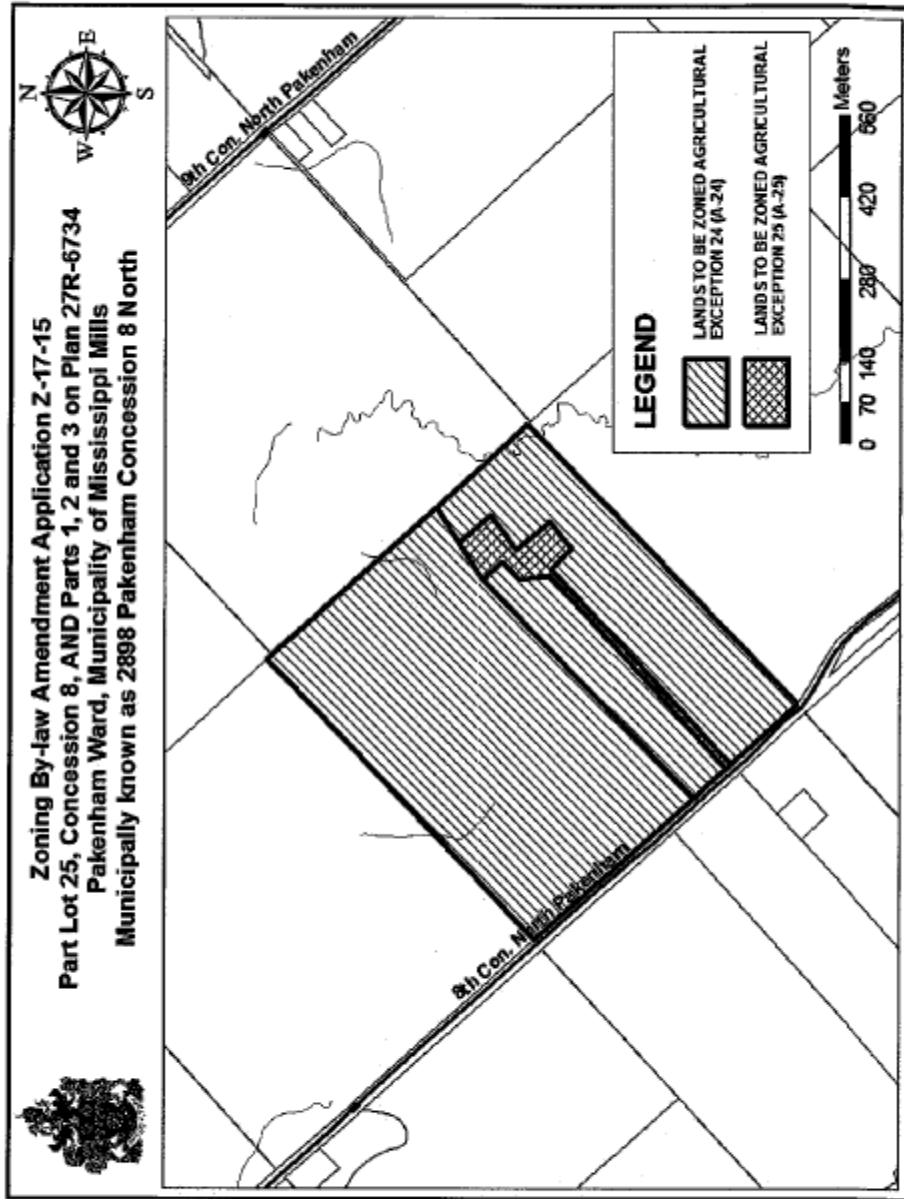 Zoning By-law Amendment Application Z-17-15
Part Lot 25, Concession 8, AND Parts 1, 2 and 3 on Plan 27R-6734
Pakenham Ward, Municipality of Mississippi Mills
Municipally known as 2898 Pakenham Concession 8 North
N
W
E
S
9th Con. North Pakenham
8th Con. North Pakenham
LEGEND
LANDS TO BE ZONED AGRICULTURAL
EXCEPTION 24 (A-24)
LANDS TO BE ZONED AGRICULTURAL
EXCEPTION 25 (A-25)
0 70 140 280 420 560
Meters